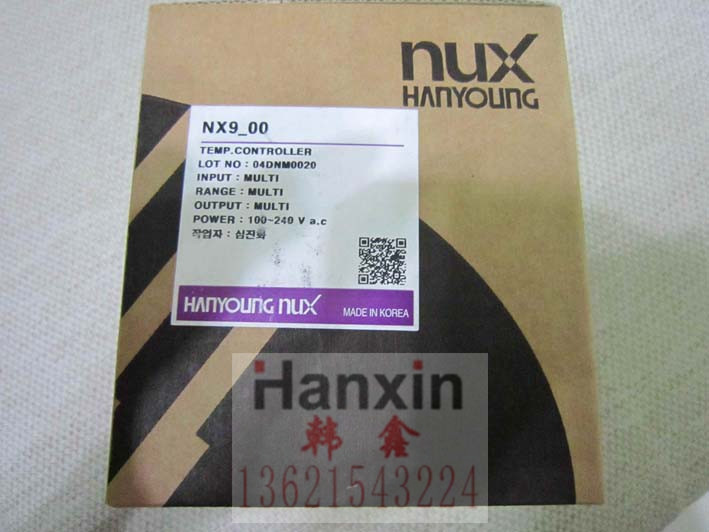 nux
HANYOUNG
NX9_00
TEMP.CONTROLLER
LOT NO : 04DNM0020
INPUT : MULTI
RANGE : MULTI
OUTPUT : MULTI
POWER : 100~240 V a.c
작업자 : 심진화
HANYOUNG nux
MADE IN KOREA
Hanxin
韩鑫
13621543224